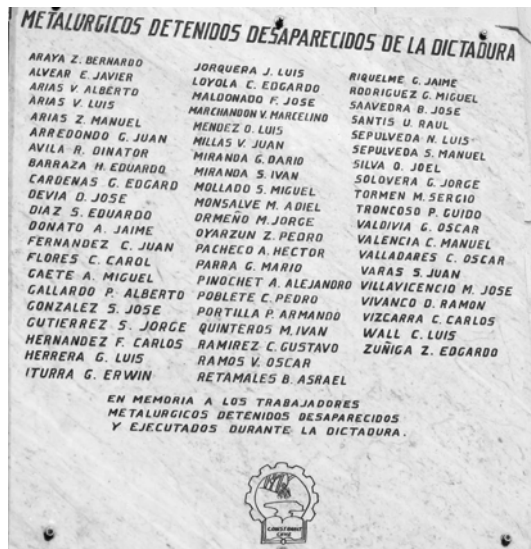 METALURGICOS DETENIDOS DESAPARECIDOS DE LA DICTADURA
ARAYA Z. BERNARDO
ALVEAR E. JAVIER
ARIAS V. ALBERTO
ARIAS V. LUIS
ARIAS Z. MANUEL
ARREDONDO G. JUAN
AVILA R. DINATOR
BARRAZA H. EDUARDO
CARDENAS G. EDGARD
DEVIA D. JOSE
DIAZ S. EDUARDO
DONATO A. JAIME
FERNANDEZ C. JUAN
FLORES C. CAROL
GAETE A. MIGUEL
GALLARDO P. ALBERTO
GONZALEZ S. JOSE
GUTIERREZ S. JORGE
HERNANDEZ F. CARLOS
HERRERA G. LUIS
ITURRA G. ERWIN
JORQUERA J. LUIS
LOYOLA C. EDGARDO
MALDONADO F. JOSE
MARCHANDON V. MARCELINO
MENDEZ O. LUIS
MILLAS V. JUAN
MIRANDA G. DARIO
MIRANDA S. IVAN
MOLLADO S. MIGUEL
MONSALVE M. ADIEL
ORMEÑO M. JORGE
OYARZUN Z. PEDRO
PACHECO A. HECTOR
PARRA G. MARIO
PINOCHET A. ALEJANDRO
POBLETE C. PEDRO
PORTILLA P. ARMANDO
QUINTEROS M. IVAN
RAMIREZ C. GUSTAVO
RAMOS V. OSCAR
RETAMALES B. ASRAEL
RIQUELME G. JAIME
RODRIGUEZ G. MIGUEL
SAAVEDRA B. JOSE
SANTIS U. RAUL
SEPULVEDA N. LUIS
SEPULVEDA S. MANUEL
SILVA O. JOEL
SOLOVERA G. JORGE
TORMEN M. SERGIO
TRONCOSO P. GUIDO
VALDIVIA G. OSCAR
VALENCIA C. MANUEL
VALLADARES C. OSCAR
VARAS S. JUAN
VILLAVICENCIO M. JOSE
VIVANCO D. RAMON
VIZCARRA C. CARLOS
WALL C. LUIS
ZUÑIGA Z. EDGARDO
EN MEMORIA A LOS TRABAJADORES
METALURGICOS DETENIDOS DESAPARECIDOS
Y EJECUTADOS DURANTE LA DICTADURA.
CONSTRAMET